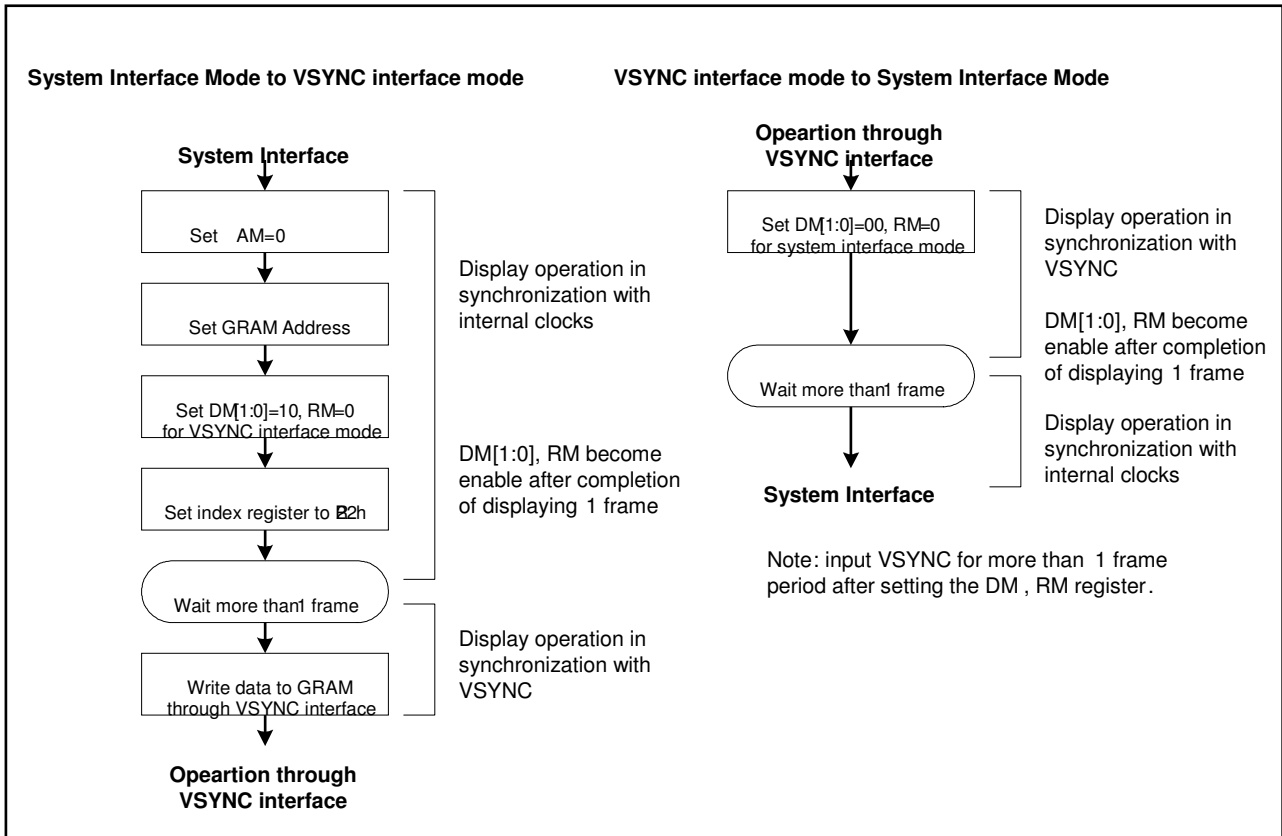 System Interface Mode to VSYNC interface mode
System Interface
Set AM=0
Set GRAM Address
Set DM[1:0]=10, RM=0
for VSYNC interface mode
Set index register to R22h
Wait more than1 frame
Write data to GRAM
through VSYNC interface
Opeartion through
VSYNC interface
Display operation in
synchronization with
internal clocks
DM[1:0], RM become
enable after completion
of displaying 1 frame
Display operation in
synchronization with
VSYNC
VSYNC interface mode to System Interface Mode
Opeartion through
VSYNC interface
Set DM[1:0]=00, RM=0
for system interface mode
Wait more than1 frame
System Interface
Display operation in
synchronization with
VSYNC
DM[1:0], RM become
enable after completion
of displaying 1 frame
Display operation in
synchronization with
internal clocks
Note: input VSYNC for more than 1 frame
period after setting the DM , RM register.